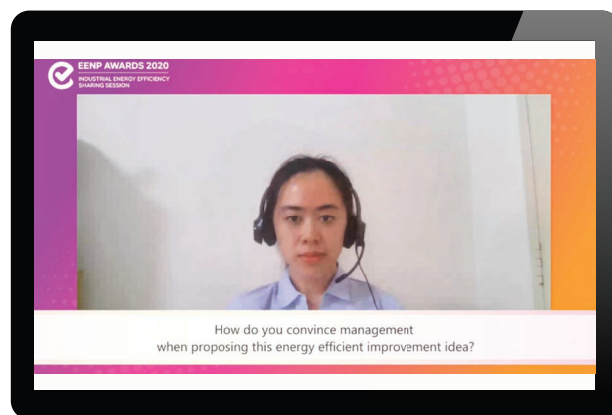 EENP AWARDS 2020
INDUSTRIAL ENERGY EFFICIENCY
SHARING SESSION
How do you convince management
when proposing this energy efficient improvement idea?